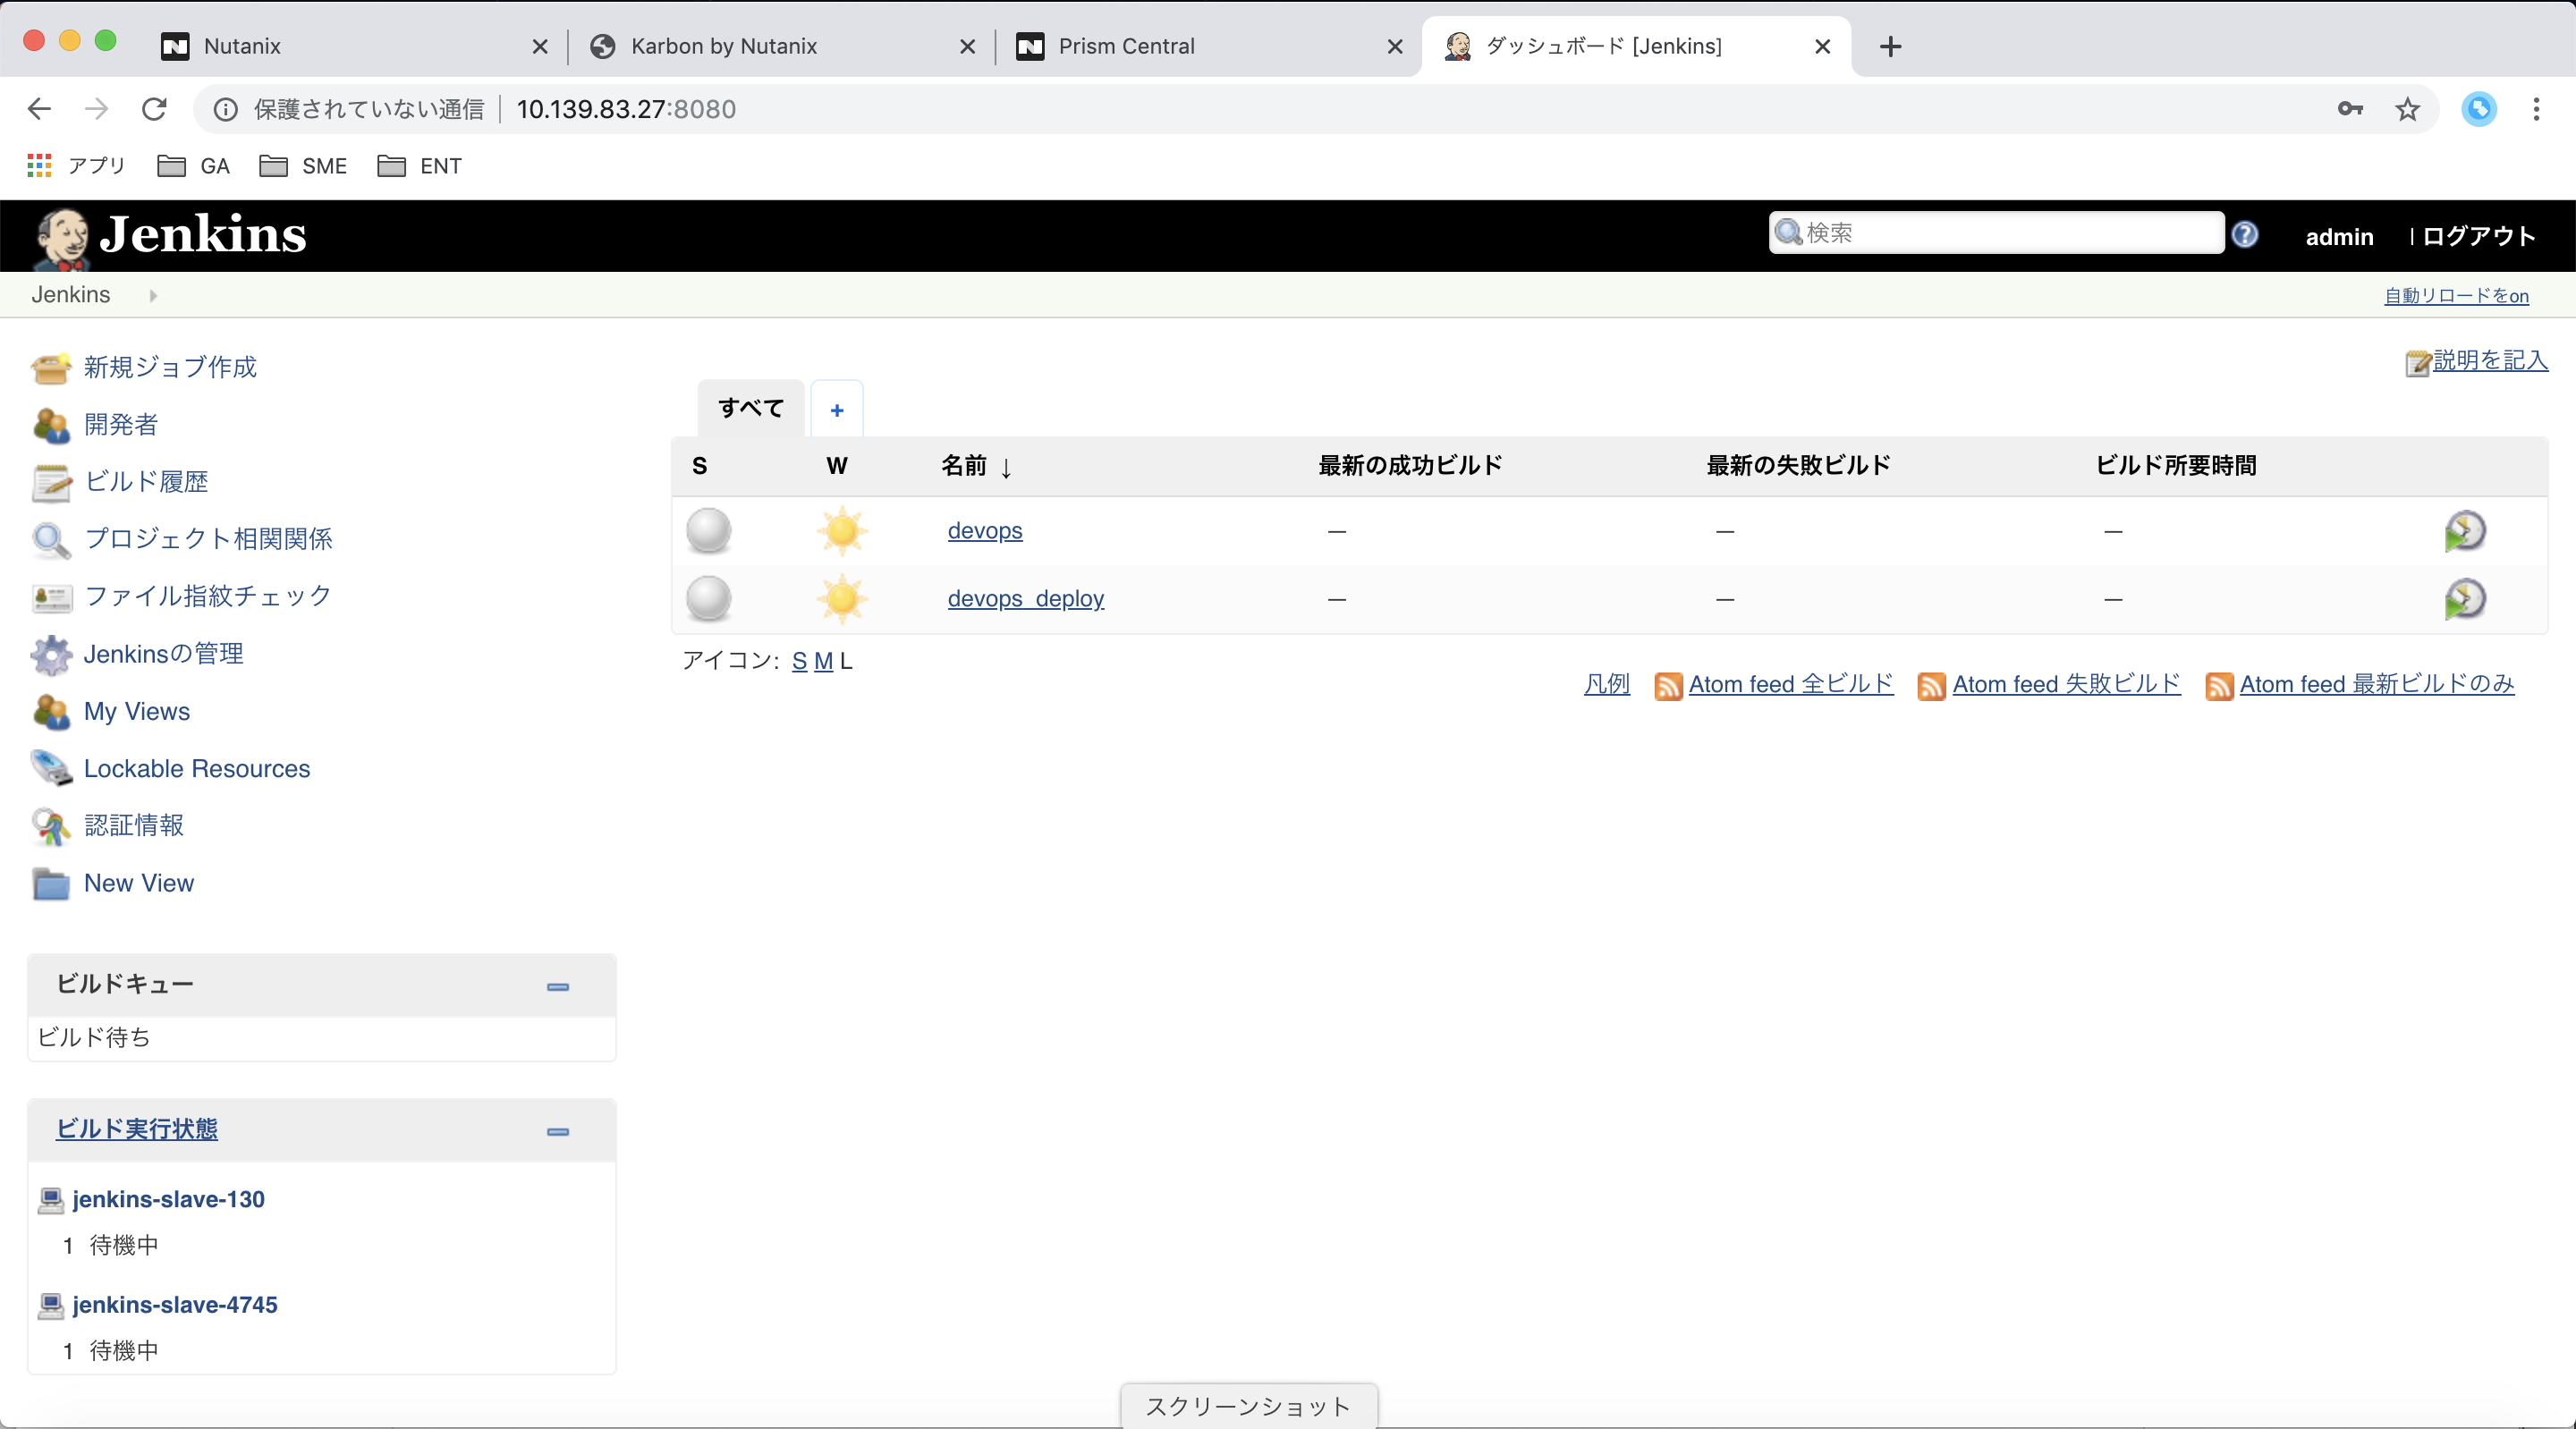 Nutanix
Karbon by Nutanix
Prism Central
ダッシュボード [Jenkins]
保護されていない通信 10.139.83.27:8080
アプリ GA SME ENT
Jenkins
検索
admin | ログアウト
Jenkins
自動リロードをon
新規ジョブ作成
開発者
ビルド履歴
プロジェクト相関関係
ファイル指紋チェック
Jenkinsの管理
My Views
Lockable Resources
認証情報
New View
ビルドキュー
ビルド待ち
ビルド実行状態
jenkins-slave-130
1 待機中
jenkins-slave-4745
1 待機中
説明を記入
すべて +
S W 名前 ↓ 最新の成功ビルド 最新の失敗ビルド ビルド所要時間
devops — — —
devops_deploy — — —
アイコン: S M L
凡例 Atom feed 全ビルド Atom feed 失敗ビルド Atom feed 最新ビルドのみ
スクリーンショット